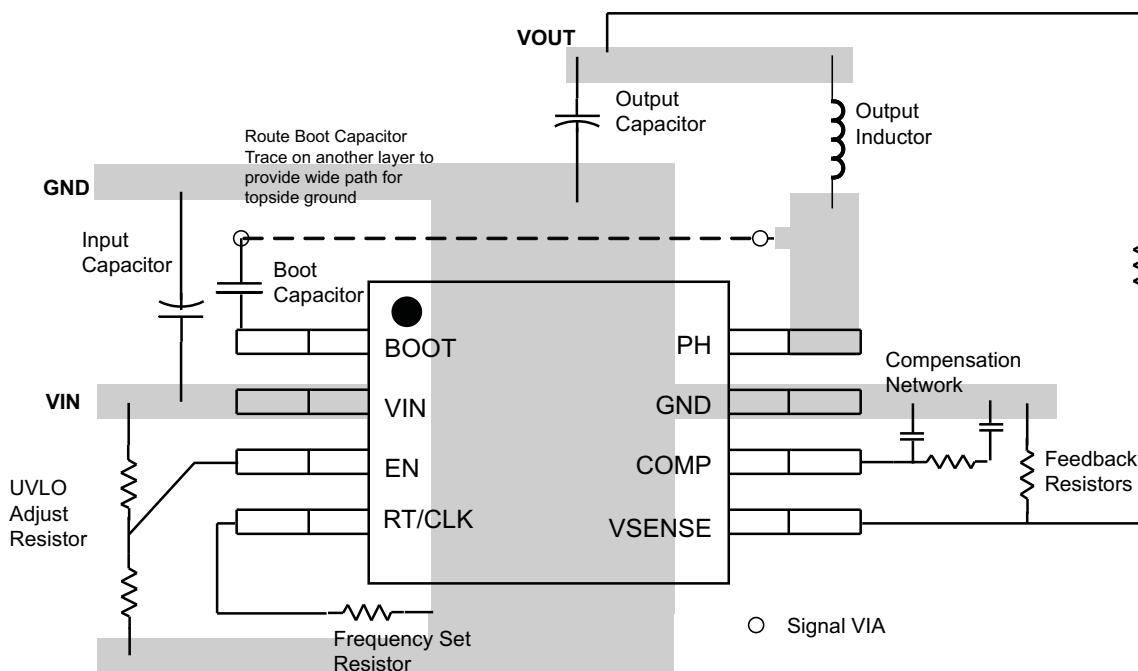 VOUT
Output
Capacitor
Output
Inductor
Route Boot Capacitor
Trace on another layer to
provide wide path for
topside ground
GND
Input
Capacitor
Boot
Capacitor
BOOT
PH
Compensation
Network
VIN
VIN
GND
EN
COMP
UVLO
Adjust
Resistor
RT/CLK
VSENSE
Feedback
Resistors
Frequency Set
Resistor
Signal VIA